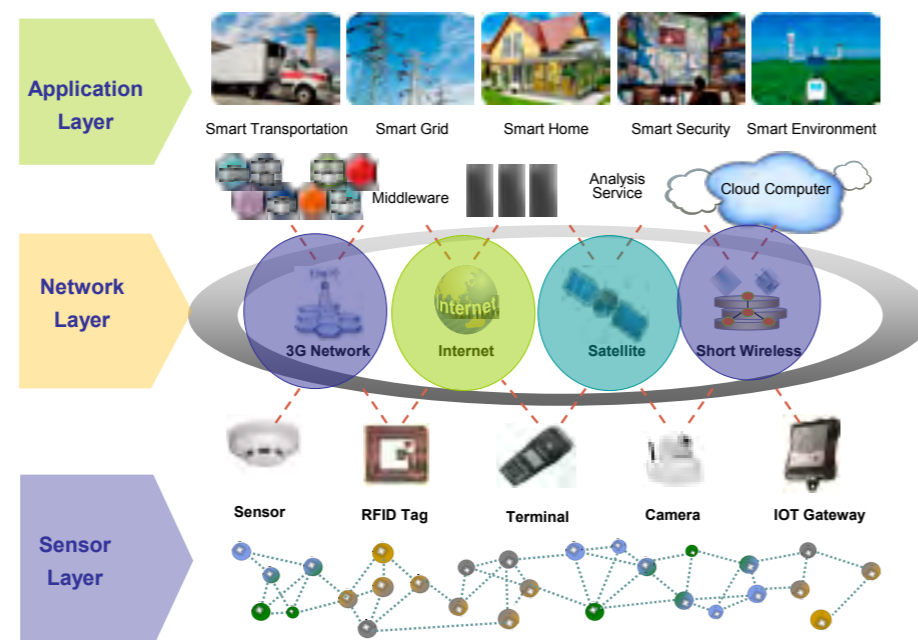 Application
Layer
Smart Transportation
Smart Grid
Smart Home
Smart Security
Smart Environment
Middleware
Analysis
Service
Cloud Computer
Network
Layer
Internet
3G Network
Internet
Satellite
Short Wireless
Sensor
RFID Tag
Terminal
Camera
IOT Gateway
Sensor
Layer